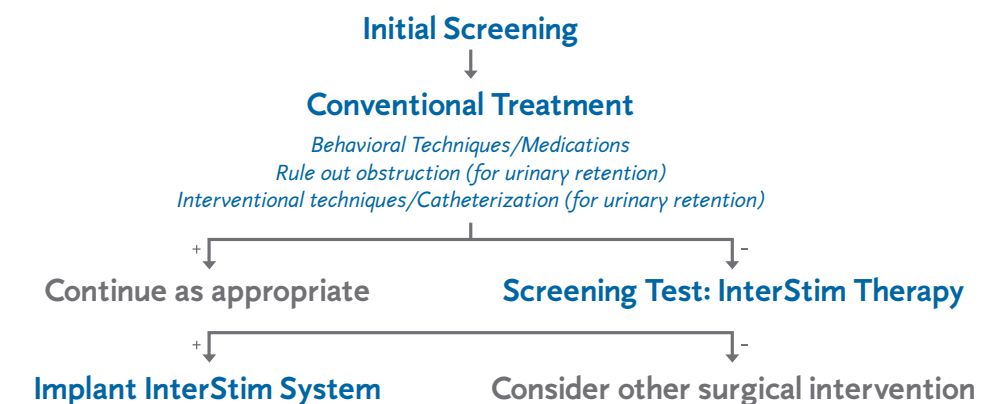 Initial Screening
Conventional Treatment
Behavioral Techniques/Medications
Rule out obstruction (for urinary retention)
Interventional techniques/Catheterization (for urinary retention)
+ –
Continue as appropriate Screening Test: InterStim Therapy
+ –
Implant InterStim System Consider other surgical intervention